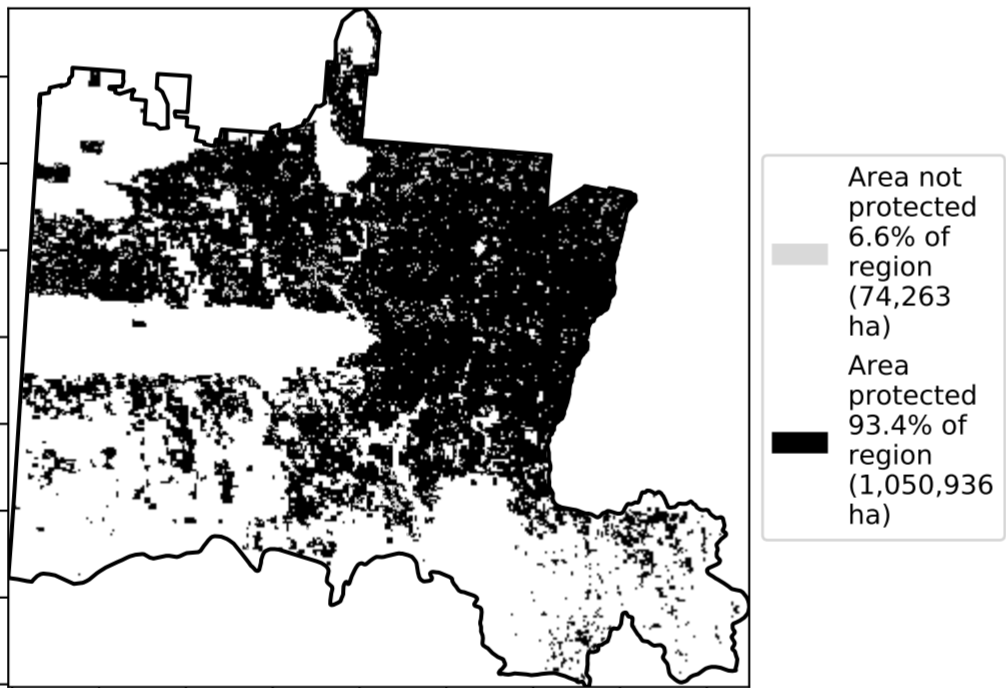 Area not
protected
6.6% of
region
(74,263
ha)
Area
protected
93.4% of
region
(1,050,936
ha)